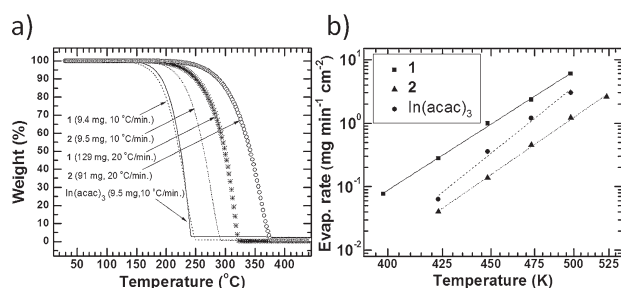 a)
100
90
80
70
60
50
40
30
20
10
0
Weight (%)
1 (9.4 mg, 10 °C/min.)
2 (9.5 mg, 10 °C/min.)
1 (129 mg, 20 °C/min.)
2 (91 mg, 20 °C/min.)
In(acac)3 (9.5 mg,10 °C/min.)
50 100 150 200 250 300 350 400
Temperature (°C)
b)
Evap. rate (mg min-1 cm-2)
10^1
10^0
10^-1
10^-2
1
2
In(acac)3
400 425 450 475 500 525
Temperature (K)